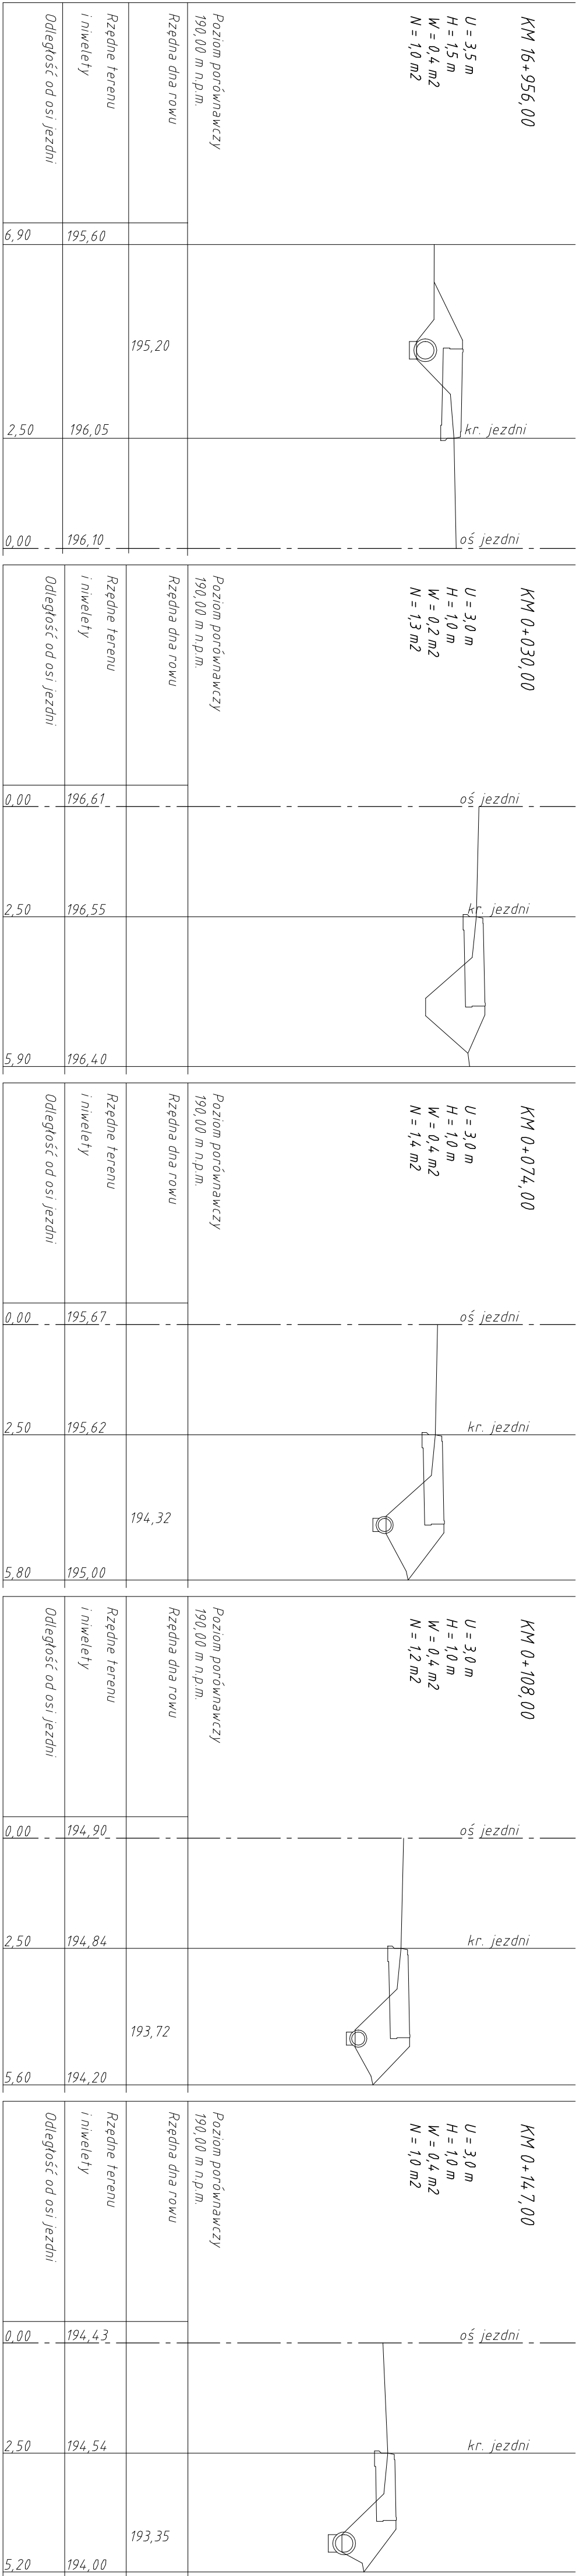 KM 16+956,00
U = 3,5 m
H = 1,5 m
W = 0,4 m2
N = 1,0 m2
Poziom porównawczy
190,00 m n.p.m.
Rzędna dna rowu
195,20
Rzędne terenu
i niwelety
195,60
196,05
196,10
Odległość od osi jezdni
6,90
2,50
0,00
kr. jezdni
oś jezdni
KM 0+030,00
U = 3,0 m
H = 1,0 m
W = 0,2 m2
N = 1,3 m2
Poziom porównawczy
190,00 m n.p.m.
Rzędna dna rowu
Rzędne terenu
i niwelety
196,61
196,55
196,40
Odległość od osi jezdni
0,00
2,50
5,90
oś jezdni
kr. jezdni
KM 0+074,00
U = 3,0 m
H = 1,0 m
W = 0,4 m2
N = 1,4 m2
Poziom porównawczy
190,00 m n.p.m.
Rzędna dna rowu
194,32
Rzędne terenu
i niwelety
195,67
195,62
195,00
Odległość od osi jezdni
0,00
2,50
5,80
oś jezdni
kr. jezdni
KM 0+108,00
U = 3,0 m
H = 1,0 m
W = 0,4 m2
N = 1,2 m2
Poziom porównawczy
190,00 m n.p.m.
Rzędna dna rowu
193,72
Rzędne terenu
i niwelety
194,90
194,84
194,20
Odległość od osi jezdni
0,00
2,50
5,60
oś jezdni
kr. jezdni
KM 0+147,00
U = 3,0 m
H = 1,0 m
W = 0,4 m2
N = 1,0 m2
Poziom porównawczy
190,00 m n.p.m.
Rzędna dna rowu
193,35
Rzędne terenu
i niwelety
194,43
194,54
194,00
Odległość od osi jezdni
0,00
2,50
5,20
oś jezdni
kr. jezdni